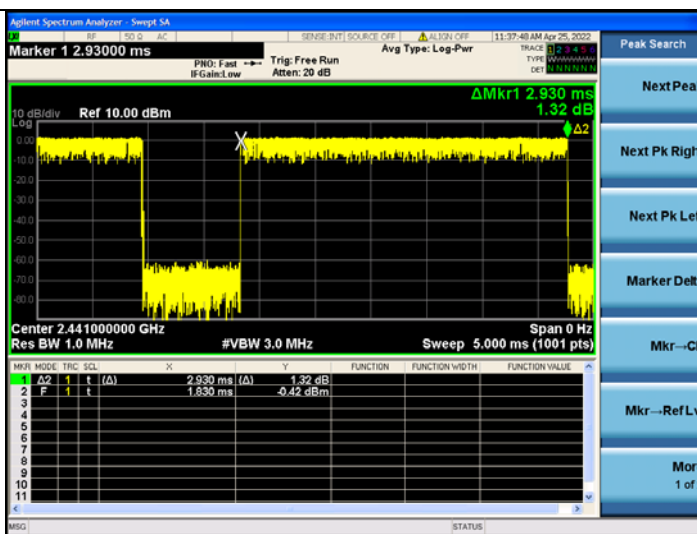 Agilent Spectrum Analyzer - Swept SA
RF 50 Ω AC SENSE:INT SOURCE OFF ALIGN OFF 11:37:48 AM Apr 25, 2022
Marker 1 2.93000 ms
PNO: Fast
IFGain:Low
Trig: Free Run
Atten: 20 dB
Avg Type: Log-Pwr
TRACE 1 2 3 4 5 6
TYPE
DET N N N N N N
Peak Search
ΔMkr1 2.930 ms
1.32 dB
10 dB/div Ref 10.00 dBm
Log
Δ2
0.00
-10.0
-20.0
-30.0
-40.0
-50.0
-60.0
-70.0
-80.0
Center 2.441000000 GHz
Span 0 Hz
Res BW 1.0 MHz
#VBW 3.0 MHz
Sweep 5.000 ms (1001 pts)
MKR MODE TRC SCL X Y FUNCTION FUNCTION WIDTH FUNCTION VALUE
1 Δ2 1 t (Δ) 2.930 ms (Δ) 1.32 dB
2 F 1 t 1.830 ms -0.42 dBm
3
4
5
6
7
8
9
10
11
Next Pea
Next Pk Righ
Next Pk Lef
Marker Delt
Mkr→C
Mkr→Ref Lv
Mor
1 of
MSG
STATUS